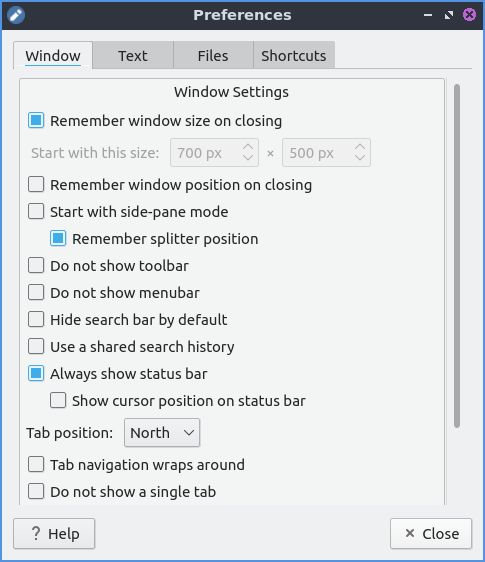 Preferences
Window Text Files Shortcuts
Window Settings
Remember window size on closing
Start with this size: 700 px × 500 px
Remember window position on closing
Start with side-pane mode
Remember splitter position
Do not show toolbar
Do not show menubar
Hide search bar by default
Use a shared search history
Always show status bar
Show cursor position on status bar
Tab position: North
Tab navigation wraps around
Do not show a single tab
? Help × Close